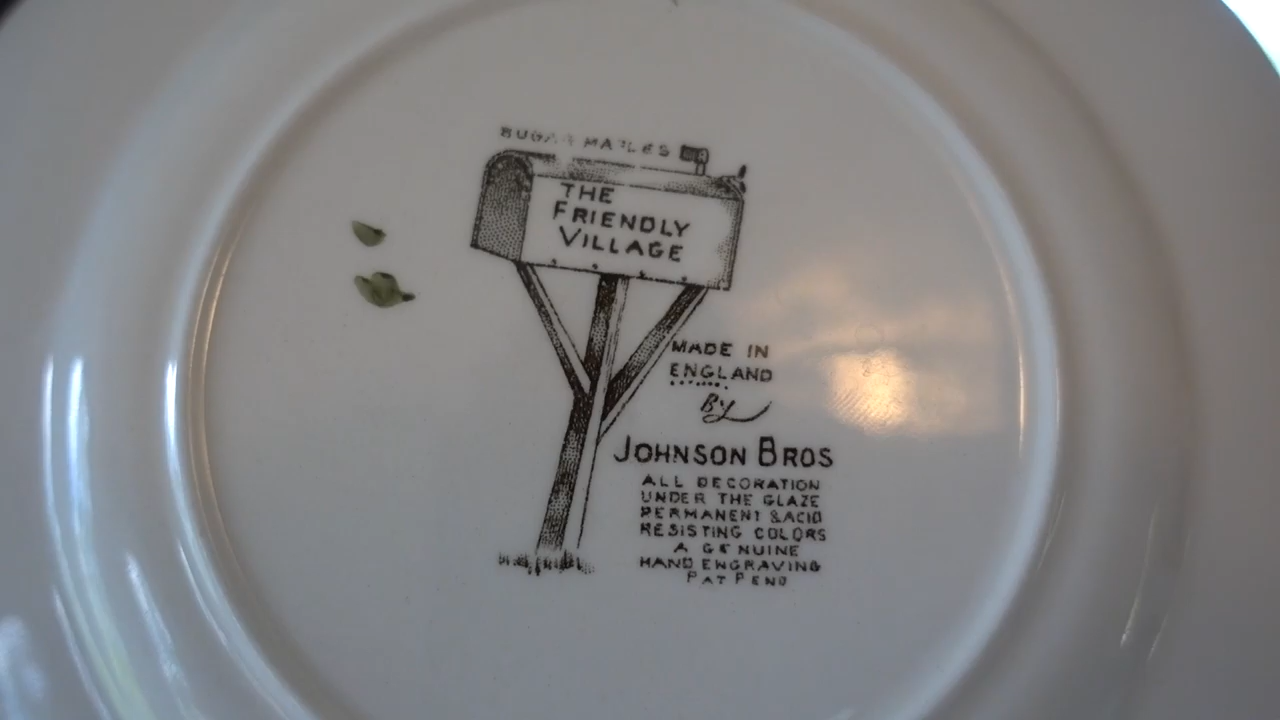 SUGAR MAPLES
THE
FRIENDLY
VILLAGE
MADE IN
ENGLAND
By
JOHNSON BROS
ALL DECORATION
UNDER THE GLAZE
PERMANENT & ACID
RESISTING COLORS
A GENUINE
HAND ENGRAVING
PAT PEND